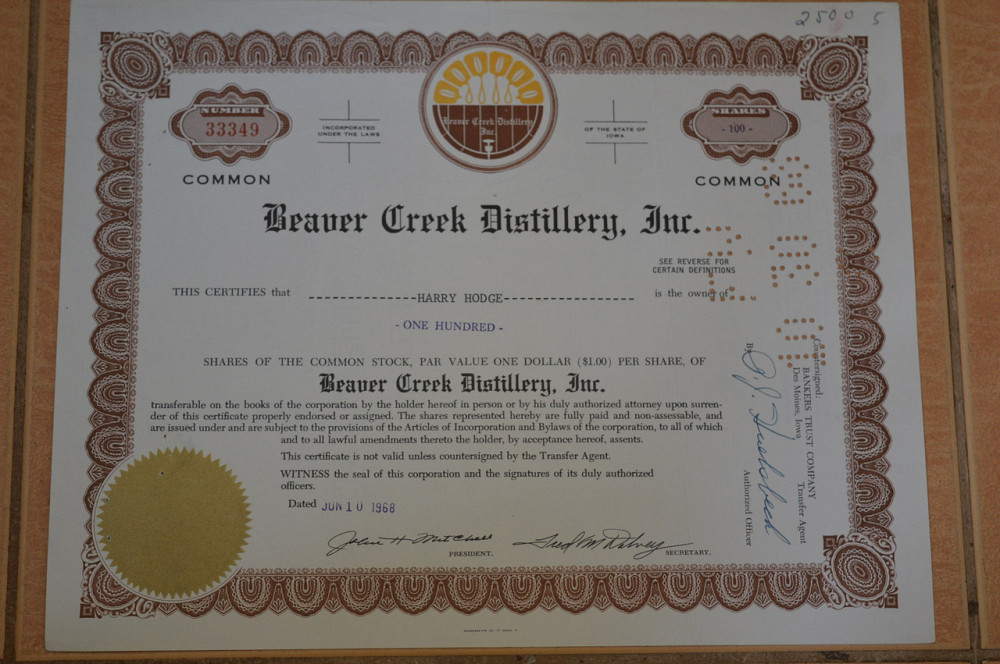 2500 5
NUMBER
33349
INCORPORATED
UNDER THE LAWS
Beaver Creek Distillery
Inc.
OF THE STATE OF
IOWA
SHARES
- 100 -
COMMON
COMMON
Beaver Creek Distillery, Inc.
SEE REVERSE FOR
CERTAIN DEFINITIONS
THIS CERTIFIES that ---------------HARRY HODGE------------------ is the owner of
- ONE HUNDRED -
SHARES OF THE COMMON STOCK, PAR VALUE ONE DOLLAR ($1.00) PER SHARE, OF
Beaver Creek Distillery, Inc.
transferable on the books of the corporation by the holder hereof in person or by his duly authorized attorney upon surren-
der of this certificate properly endorsed or assigned. The shares represented hereby are fully paid and non-assessable, and
are issued under and are subject to the provisions of the Articles of Incorporation and Bylaws of the corporation, to all of which
and to all lawful amendments thereto the holder, by acceptance hereof, assents.
This certificate is not valid unless countersigned by the Transfer Agent.
WITNESS the seal of this corporation and the signatures of its duly authorized
officers.
Dated JUN 10 1968
John H Mitchell
PRESIDENT.
Fred M
SECRETARY.
Countersigned:
BANKERS TRUST COMPANY
Des Moines, Iowa
Transfer Agent
By
Authorized Officer